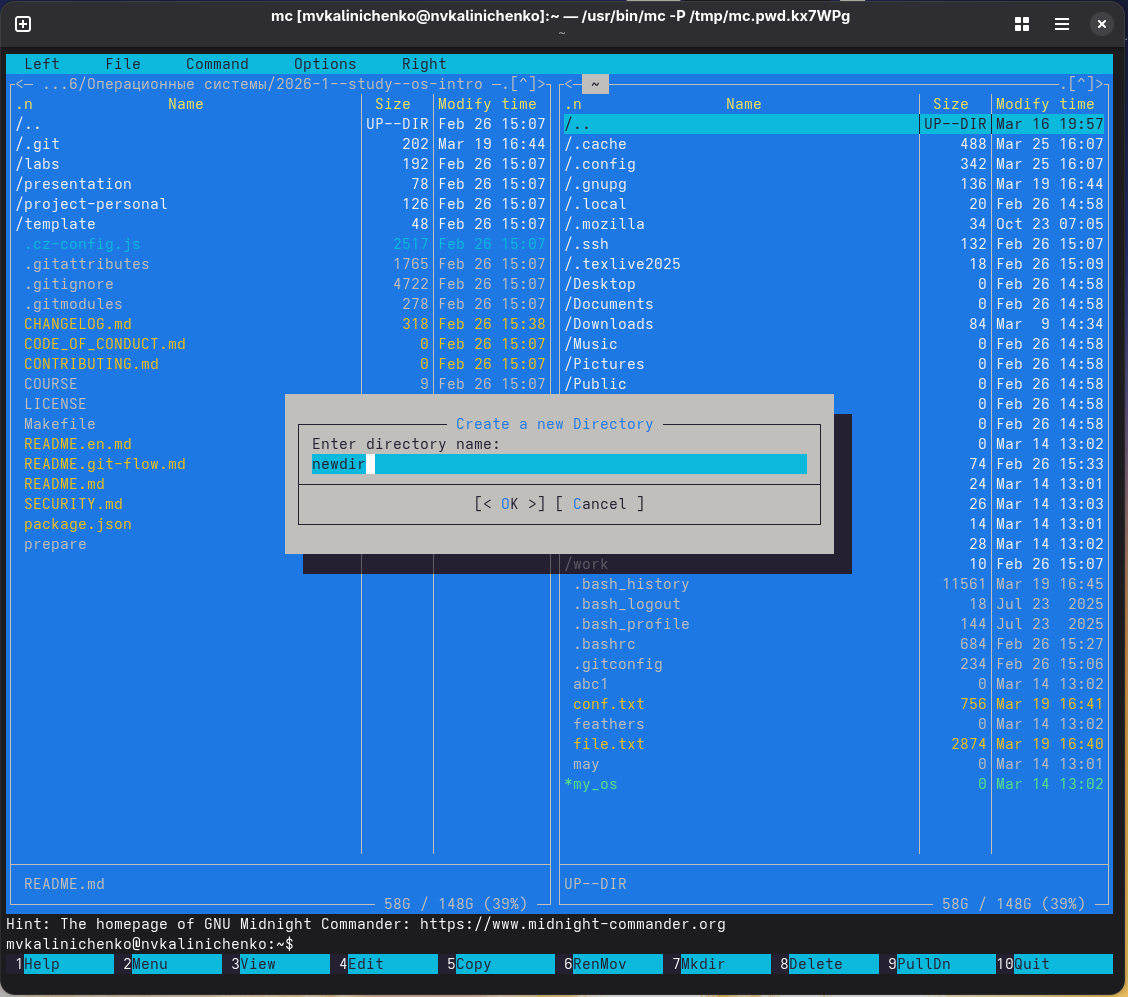 mc [mvkalinichenko@nvkalinichenko]:~ — /usr/bin/mc -P /tmp/mc.pwd.kx7WPg
~
Left File Command Options Right
<— ...6/Операционные системы/2026-1--study--os-intro —.[^]>
.n Name Size Modify time
/.. UP--DIR Feb 26 15:07
/.git 202 Mar 19 16:44
/labs 192 Feb 26 15:07
/presentation 78 Feb 26 15:07
/project-personal 126 Feb 26 15:07
/template 48 Feb 26 15:07
.cz-config.js 2517 Feb 26 15:07
.gitattributes 1765 Feb 26 15:07
.gitignore 4722 Feb 26 15:07
.gitmodules 278 Feb 26 15:07
CHANGELOG.md 318 Feb 26 15:38
CODE_OF_CONDUCT.md 0 Feb 26 15:07
CONTRIBUTING.md 0 Feb 26 15:07
COURSE 9 Feb 26 15:07
LICENSE
Makefile
README.en.md
README.git-flow.md
README.md
SECURITY.md
package.json
prepare
README.md
58G / 148G (39%)
<— ~ .[^]>
.n Name Size Modify time
/.. UP--DIR Mar 16 19:57
/.cache 488 Mar 25 16:07
/.config 342 Mar 25 16:07
/.gnupg 136 Mar 19 16:44
/.local 20 Feb 26 14:58
/.mozilla 34 Oct 23 07:05
/.ssh 132 Feb 26 15:07
/.texlive2025 18 Feb 26 15:09
/Desktop 0 Feb 26 14:58
/Documents 0 Feb 26 14:58
/Downloads 84 Mar 9 14:34
/Music 0 Feb 26 14:58
/Pictures 0 Feb 26 14:58
/Public 0 Feb 26 14:58
0 Feb 26 14:58
0 Feb 26 14:58
0 Mar 14 13:02
74 Feb 26 15:33
24 Mar 14 13:01
26 Mar 14 13:03
14 Mar 14 13:01
28 Mar 14 13:02
/work 10 Feb 26 15:07
.bash_history 11561 Mar 19 16:45
.bash_logout 18 Jul 23 2025
.bash_profile 144 Jul 23 2025
.bashrc 684 Feb 26 15:27
.gitconfig 234 Feb 26 15:06
abc1 0 Mar 14 13:02
conf.txt 756 Mar 19 16:41
feathers 0 Mar 14 13:02
file.txt 2874 Mar 19 16:40
may 0 Mar 14 13:01
*my_os 0 Mar 14 13:02
UP--DIR
58G / 148G (39%)
Create a new Directory
Enter directory name:
newdir
[< OK >] [ Cancel ]
Hint: The homepage of GNU Midnight Commander: https://www.midnight-commander.org
mvkalinichenko@nvkalinichenko:~$
1Help 2Menu 3View 4Edit 5Copy 6RenMov 7Mkdir 8Delete 9PullDn 10Quit